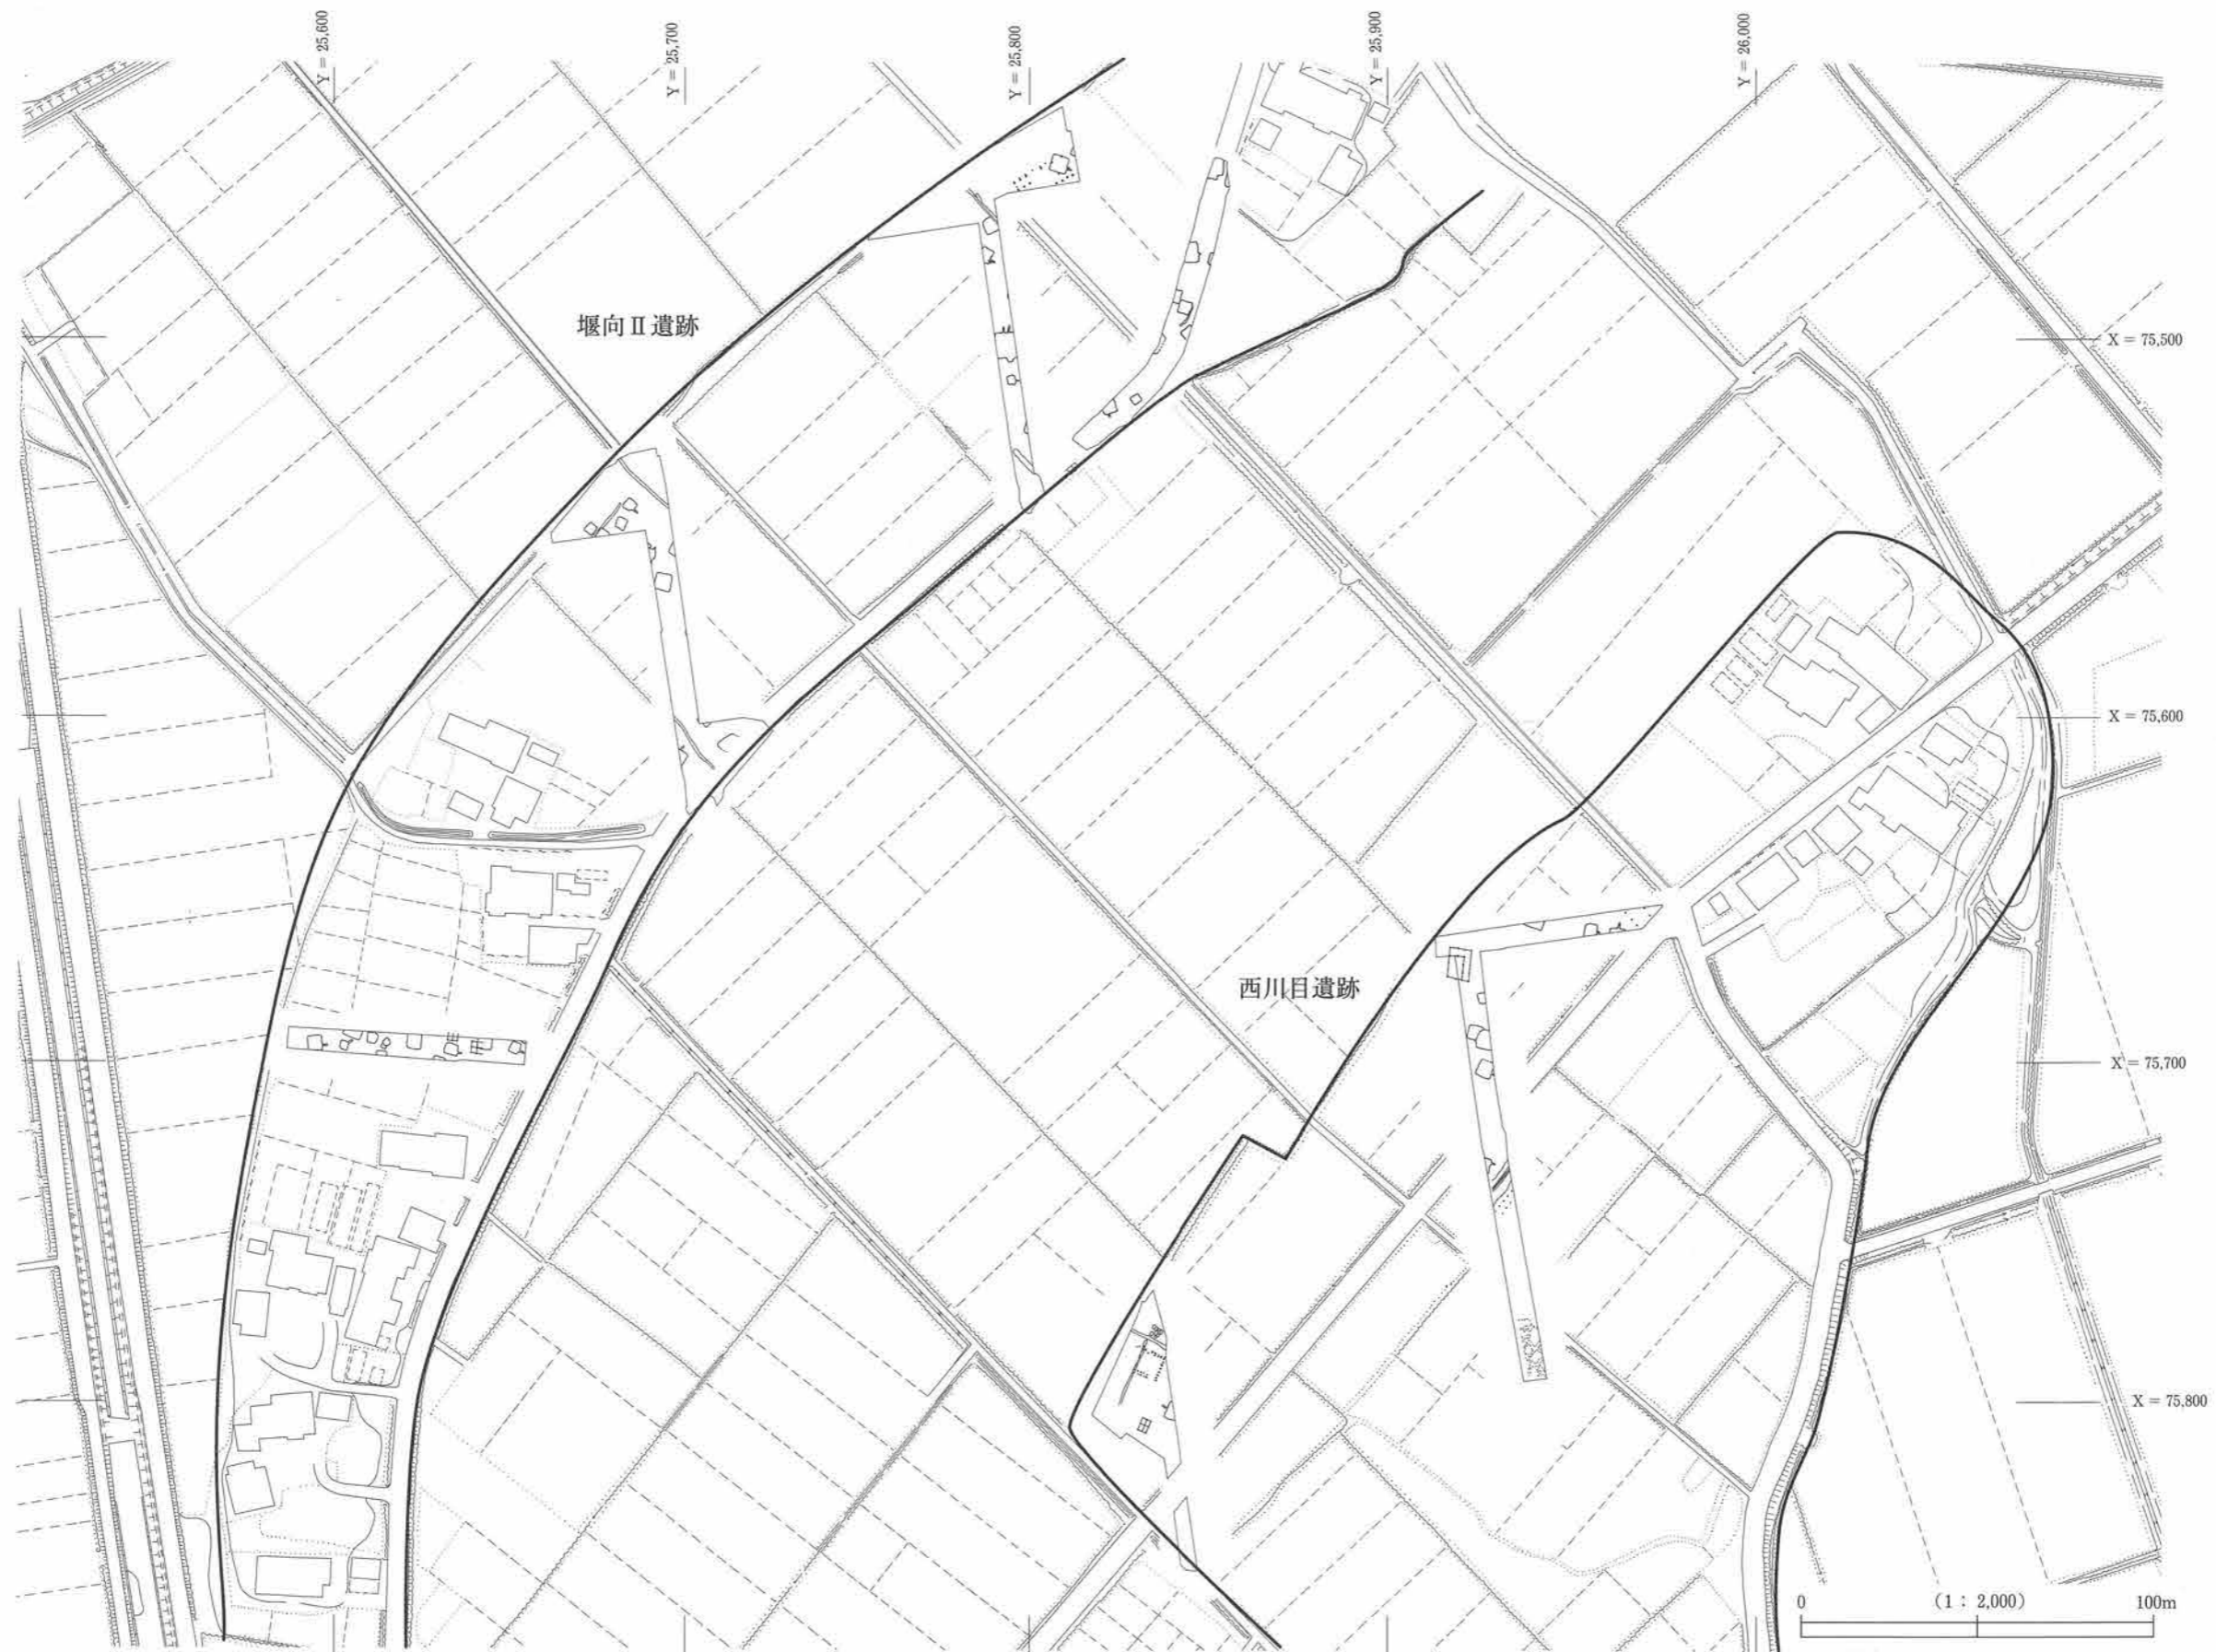 Y = 25,600
Y = 25,700
Y = 25,800
Y = 25,900
Y = 26,000
堰向Ⅱ遺跡
X = 75,500
X = 75,600
西川目遺跡
X = 75,700
X = 75,800
0 (1 : 2,000) 100m